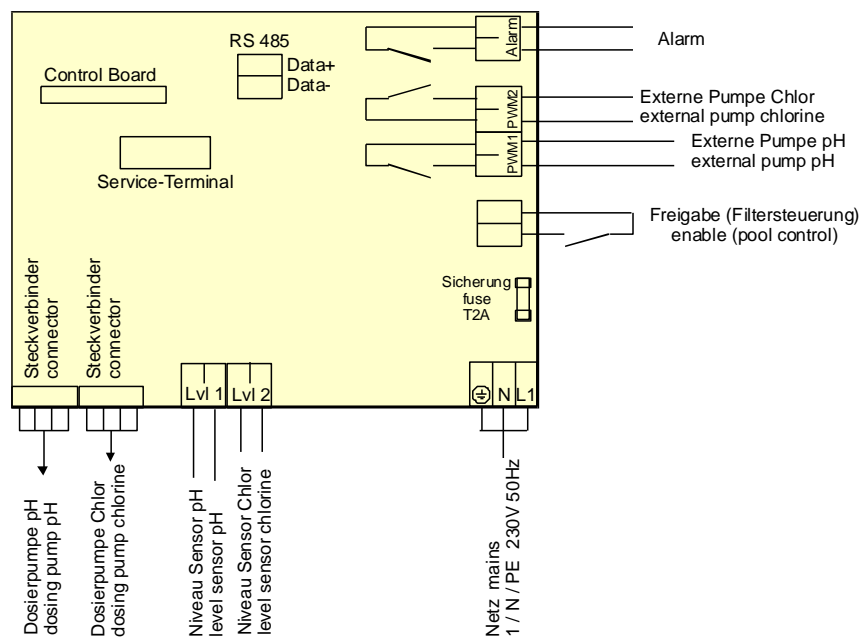 RS 485
Data+
Data-
Control Board
Service-Terminal
Alarm
Alarm
PWM2
Externe Pumpe Chlor
external pump chlorine
PWM1
Externe Pumpe pH
external pump pH
Freigabe (Filtersteuerung)
enable (pool control)
Sicherung
fuse
T2A
Steckverbinder
connector
Steckverbinder
connector
Lvl 1
Lvl 2
N
L1
Dosierpumpe pH
dosing pump pH
Dosierpumpe Chlor
dosing pump chlorine
Niveau Sensor pH
level sensor pH
Niveau Sensor Chlor
level sensor chlorine
Netz mains
1 / N / PE 230V 50Hz